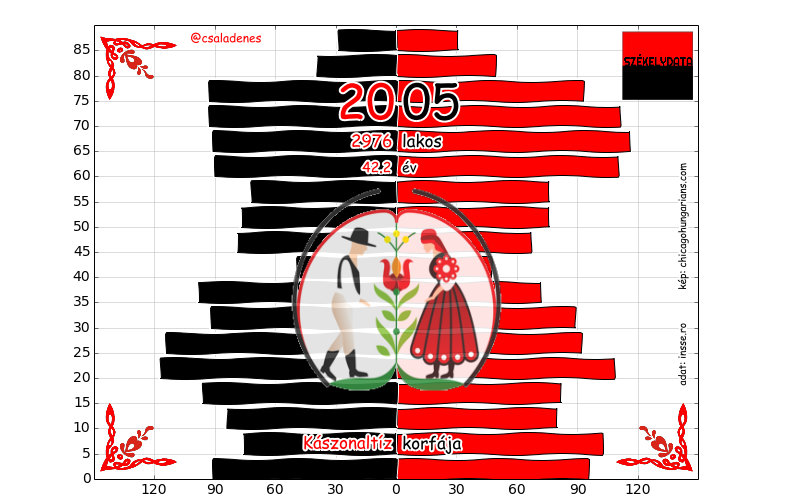 @csaladenes
SZÉKELYDATA
2005
2976 lakos
42.2 év
kép: chicagohungarians.com
adat: insse.ro
Kászonaltíz korfája
85
80
75
70
65
60
55
50
45
40
35
30
25
20
15
10
5
0
120 90 60 30 0 30 60 90 120